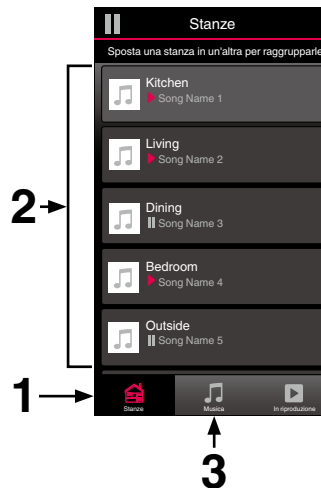 Stanze
Sposta una stanza in un'altra per raggrupparle
Kitchen
Song Name 1
Living
Song Name 2
Dining
Song Name 3
Bedroom
Song Name 4
Outside
Song Name 5
2
1
Stanze
Musica
In riproduzione
3